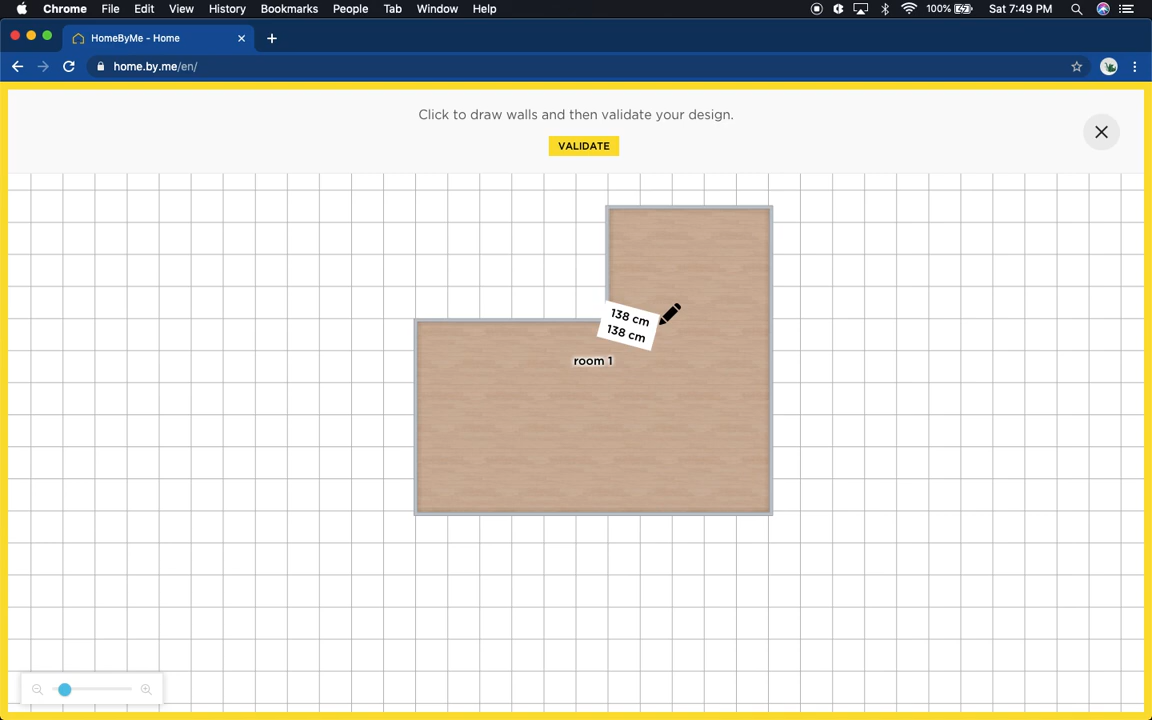 Chrome File Edit View History Bookmarks People Tab Window Help 100% Sat 7:49 PM
HomeByMe - Home
home.by.me/en/
Click to draw walls and then validate your design.
VALIDATE
138 cm
138 cm
room 1